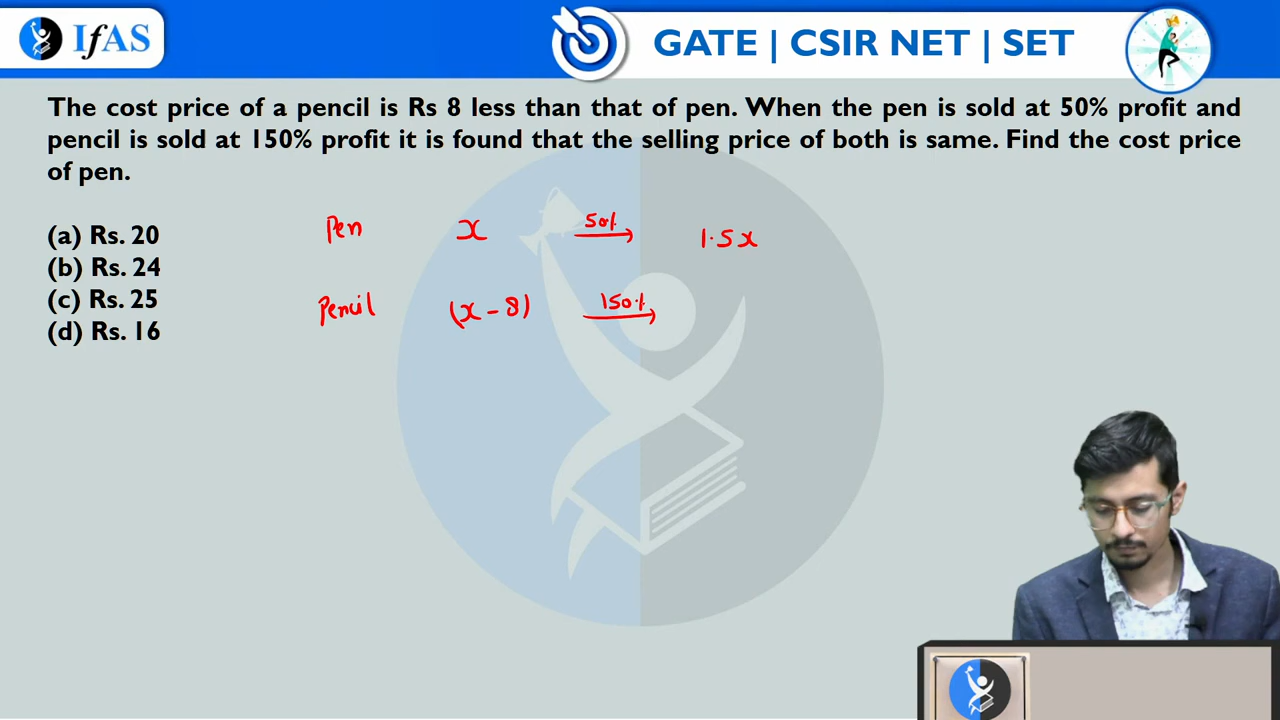 IfAS
GATE | CSIR NET | SET
The cost price of a pencil is Rs 8 less than that of pen. When the pen is sold at 50% profit and
pencil is sold at 150% profit it is found that the selling price of both is same. Find the cost price
of pen.
(a) Rs. 20
(b) Rs. 24
(c) Rs. 25
(d) Rs. 16
Pen x 50% 1.5x
Pencil (x-8) 150%